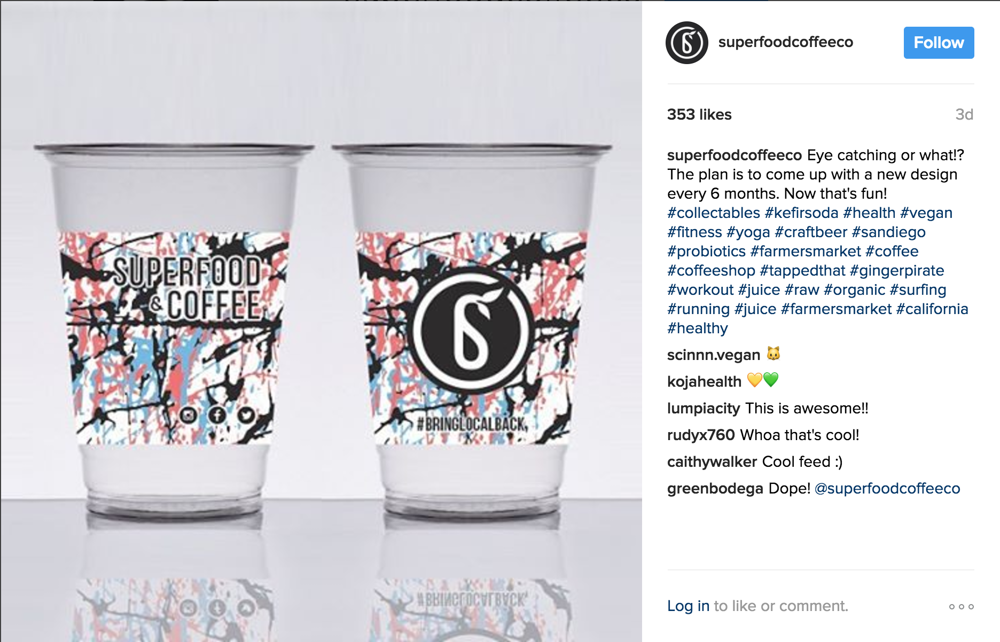 SUPERFOOD
& COFFEE
#BRINGLOCALBACK
superfoodcoffeeco
Follow
353 likes
3d
superfoodcoffeeco Eye catching or what!?
The plan is to come up with a new design
every 6 months. Now that's fun!
#collectables #kefirsoda #health #vegan
#fitness #yoga #craftbeer #sandiego
#probiotics #farmersmarket #coffee
#coffeeshop #tappedthat #gingerpirate
#workout #juice #raw #organic #surfing
#running #juice #farmersmarket #california
#healthy
scinnn.vegan 🐱
kojahealth 💛💚
lumpiacity This is awesome!!
rudyx760 Whoa that's cool!
caithywalker Cool feed :)
greenbodega Dope! @superfoodcoffeeco
Log in to like or comment.